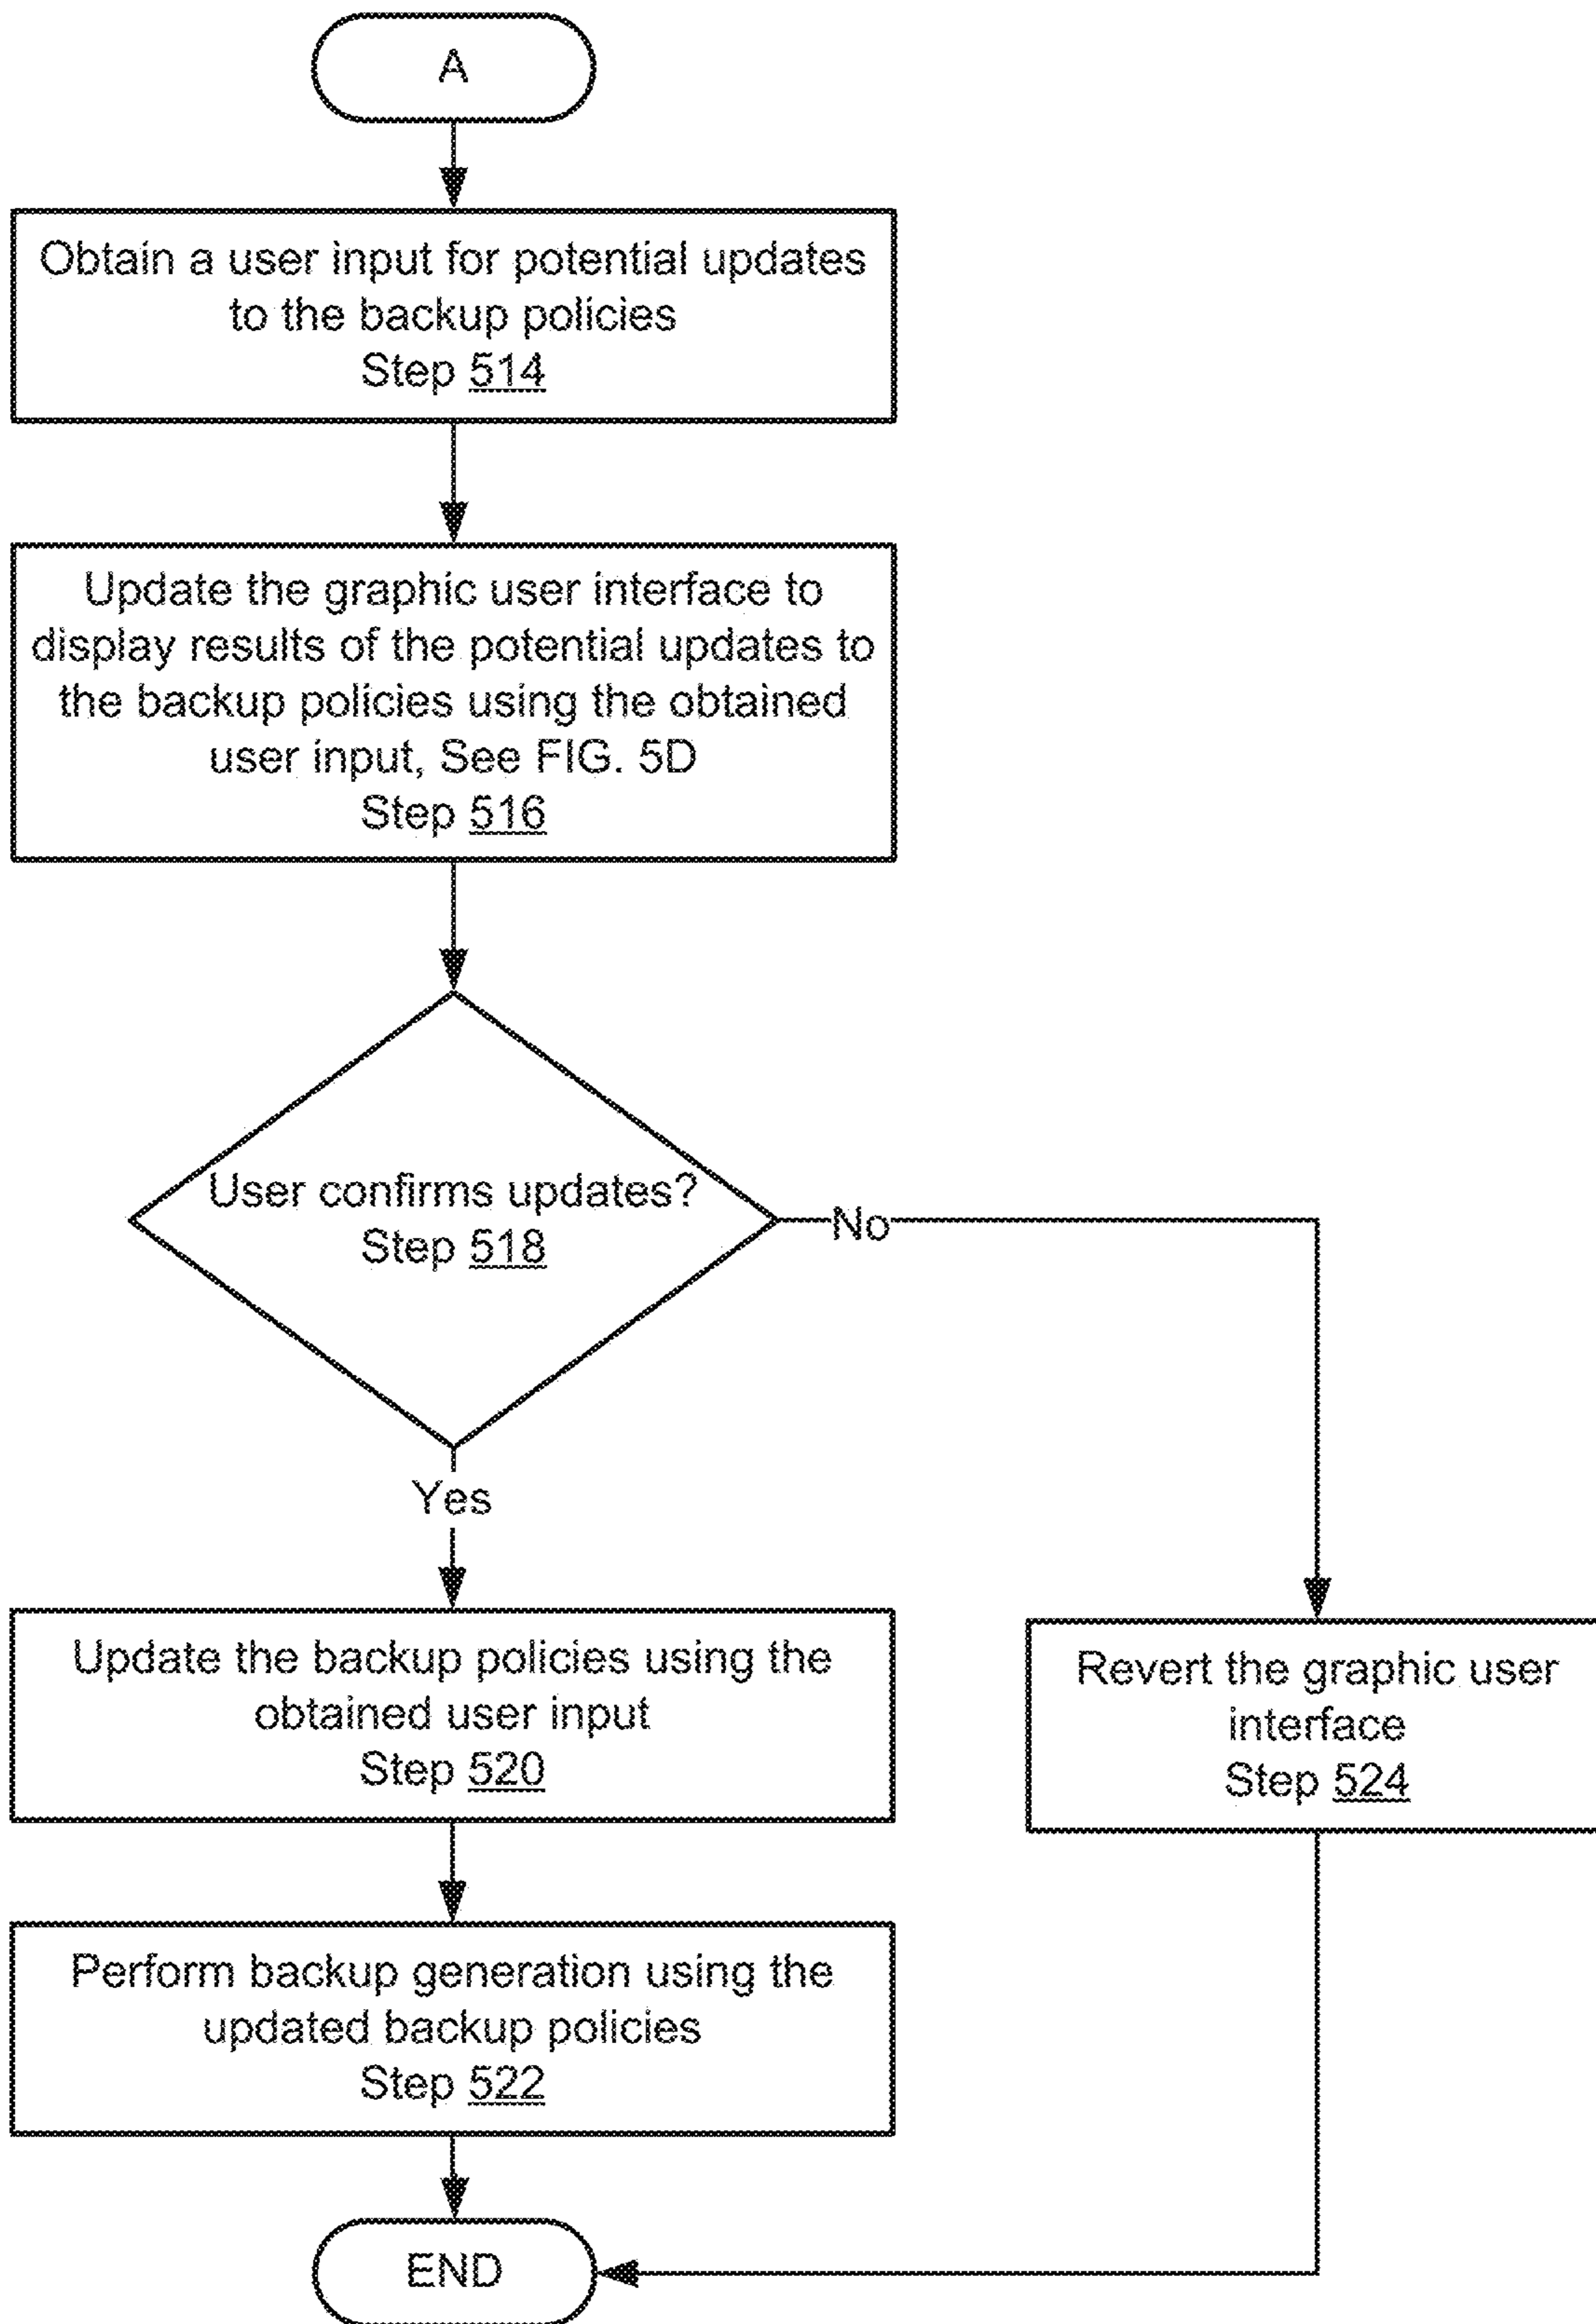 A
Obtain a user input for potential updates
to the backup policies
Step 514
Update the graphic user interface to
display results of the potential updates to
the backup policies using the obtained
user input, See FIG. 5D
Step 516
User confirms updates?
Step 518
No
Yes
Update the backup policies using the
obtained user input
Step 520
Revert the graphic user
interface
Step 524
Perform backup generation using the
updated backup policies
Step 522
END